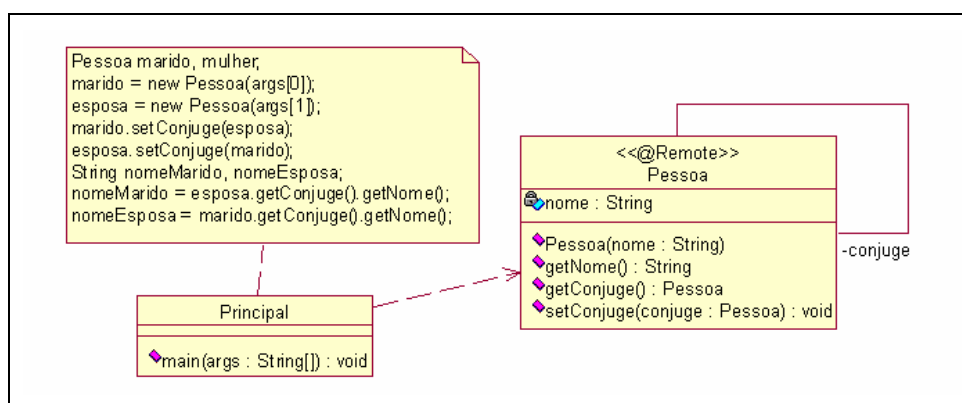 Pessoa marido, mulher;
marido = new Pessoa(args[0]);
esposa = new Pessoa(args[1]);
marido.setConjuge(esposa);
esposa.setConjuge(marido);
String nomeMarido, nomeEsposa;
nomeMarido = esposa.getConjuge().getNome();
nomeEsposa = marido.getConjuge().getNome();
<<@Remote>>
Pessoa
nome : String
Pessoa(nome : String)
getNome() : String
getConjuge() : Pessoa
setConjuge(conjuge : Pessoa) : void
-conjuge
Principal
main(args : String[]) : void